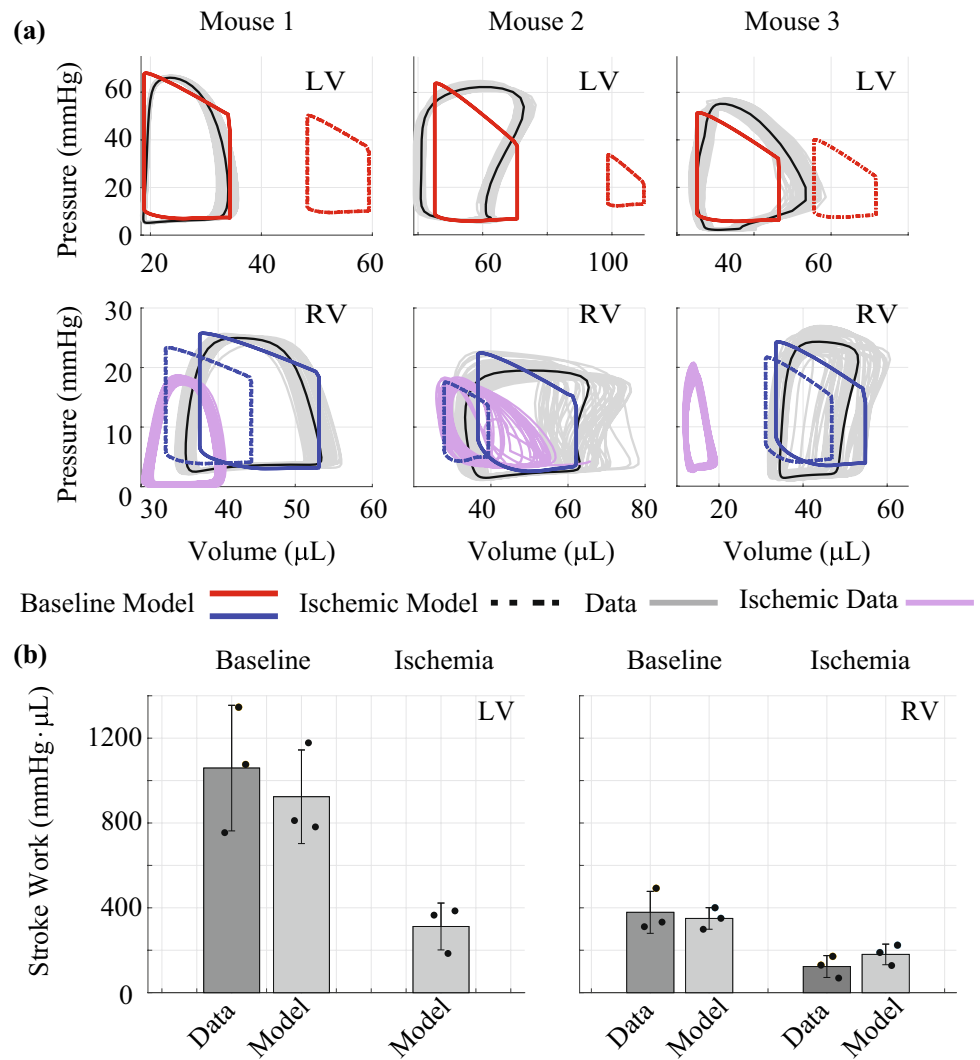 Mouse 1 Mouse 2 Mouse 3
(a)
LV LV LV
Pressure (mmHg)
60
40
20
0
20 40 60 60 100 40 60
RV RV RV
Pressure (mmHg)
30
20
10
0
30 40 50 60 40 60 80 20 40 60
Volume (μL) Volume (μL) Volume (μL)
Baseline Model Ischemic Model Data Ischemic Data
(b)
Baseline Ischemia Baseline Ischemia
LV RV
Stroke Work (mmHg·μL)
1200
800
400
0
Data Model Model Data Model Data Model